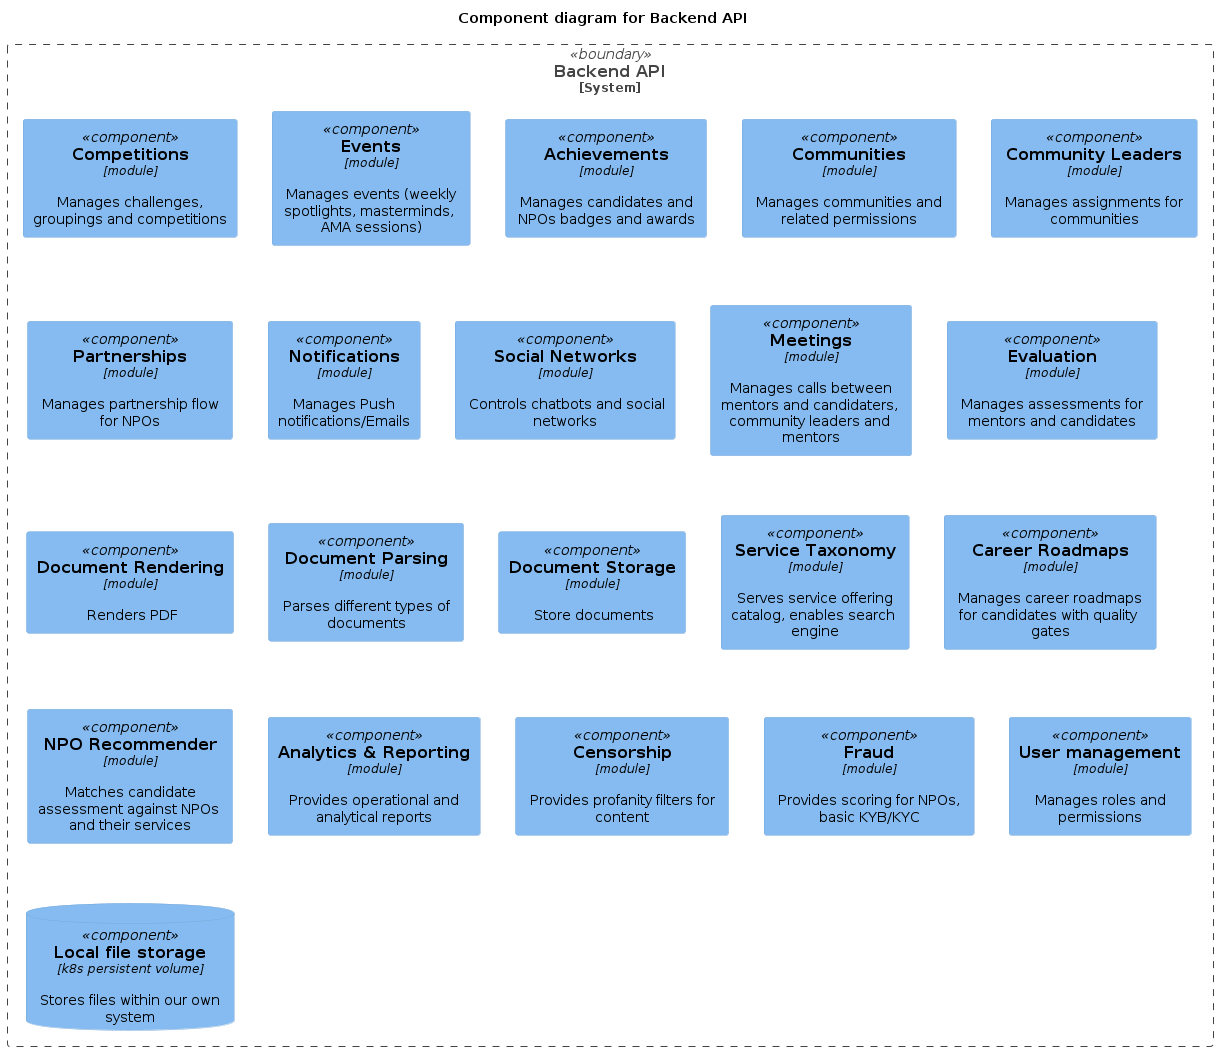 Component diagram for Backend API
«boundary»
Backend API
[System]
«component»
Competitions
[module]
Manages challenges,
groupings and competitions
«component»
Events
[module]
Manages events (weekly
spotlights, masterminds,
AMA sessions)
«component»
Achievements
[module]
Manages candidates and
NPOs badges and awards
«component»
Communities
[module]
Manages communities and
related permissions
«component»
Community Leaders
[module]
Manages assignments for
communities
«component»
Partnerships
[module]
Manages partnership flow
for NPOs
«component»
Notifications
[module]
Manages Push
notifications/Emails
«component»
Social Networks
[module]
Controls chatbots and social
networks
«component»
Meetings
[module]
Manages calls between
mentors and candidaters,
community leaders and
mentors
«component»
Evaluation
[module]
Manages assessments for
mentors and candidates
«component»
Document Rendering
[module]
Renders PDF
«component»
Document Parsing
[module]
Parses different types of
documents
«component»
Document Storage
[module]
Store documents
«component»
Service Taxonomy
[module]
Serves service offering
catalog, enables search
engine
«component»
Career Roadmaps
[module]
Manages career roadmaps
for candidates with quality
gates
«component»
NPO Recommender
[module]
Matches candidate
assessment against NPOs
and their services
«component»
Analytics & Reporting
[module]
Provides operational and
analytical reports
«component»
Censorship
[module]
Provides profanity filters for
content
«component»
Fraud
[module]
Provides scoring for NPOs,
basic KYB/KYC
«component»
User management
[module]
Manages roles and
permissions
«component»
Local file storage
[k8s persistent volume]
Stores files within our own
system